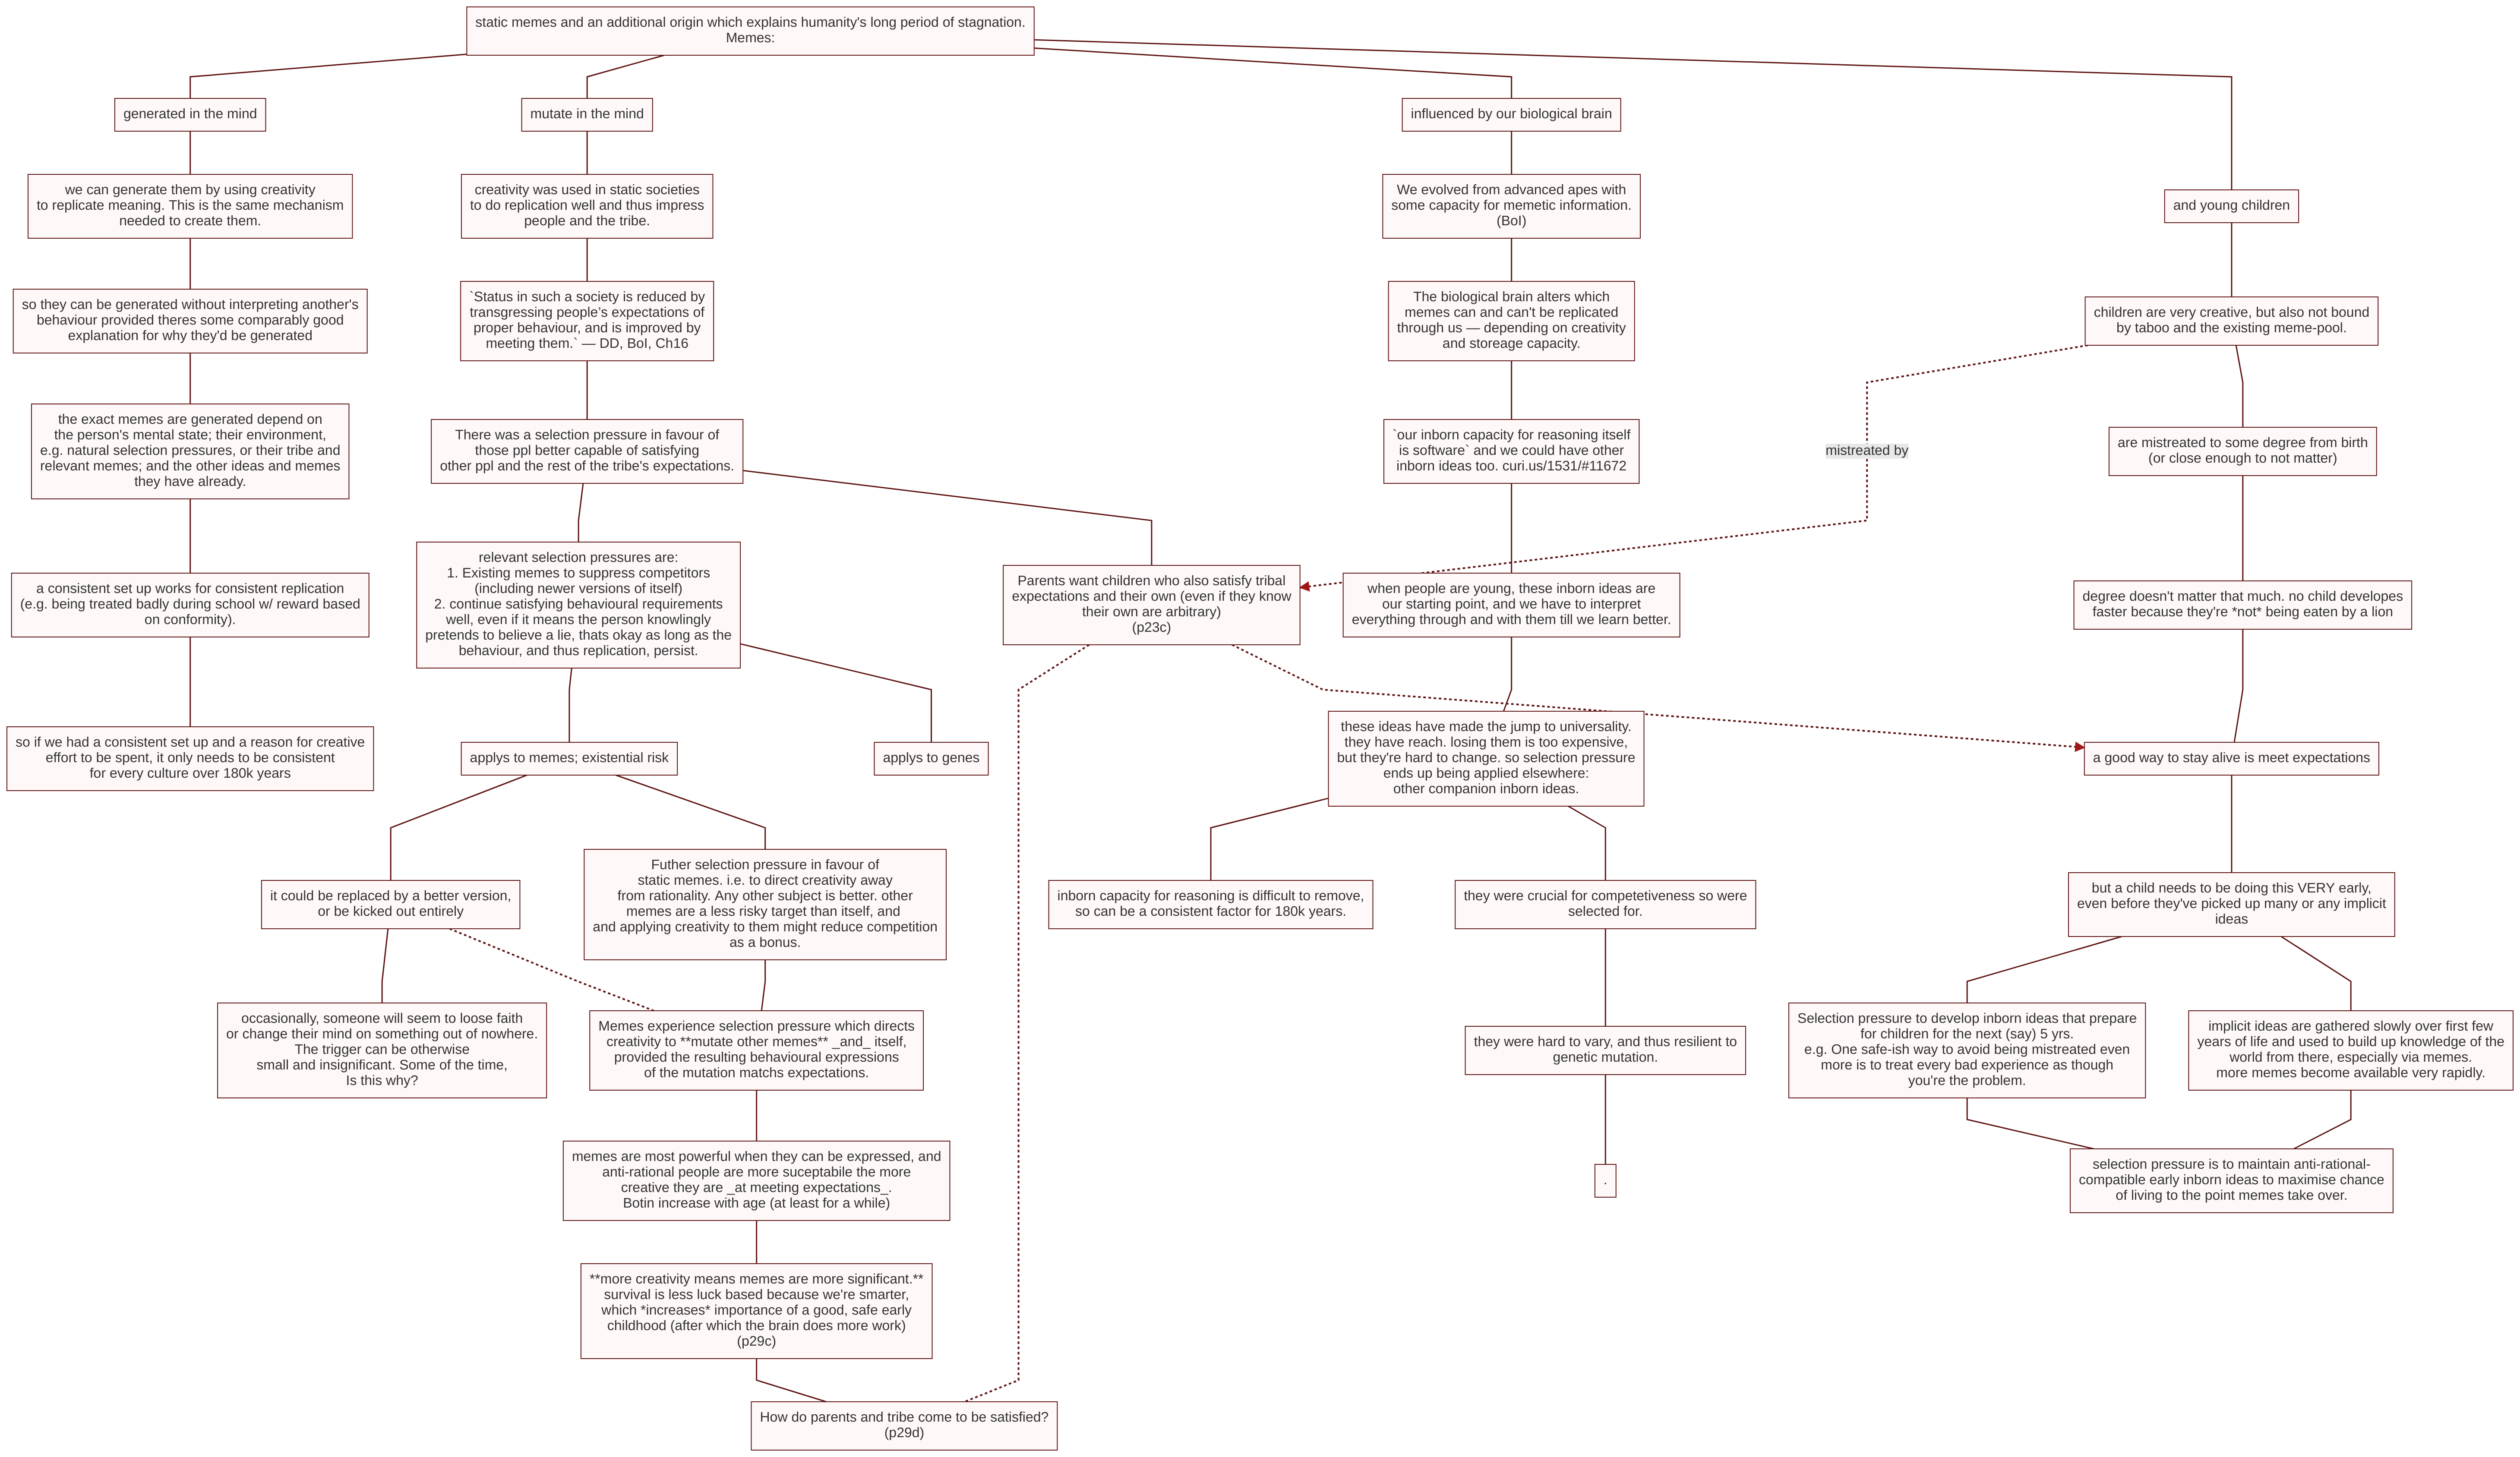 static memes and an additional origin which explains humanity's long period of stagnation.
Memes:
generated in the mind
mutate in the mind
influenced by our biological brain
and young children
we can generate them by using creativity
to replicate meaning. This is the same mechanism
needed to create them.
creativity was used in static societies
to do replication well and thus impress
people and the tribe.
We evolved from advanced apes with
some capacity for memetic information.
(BoI)
so they can be generated without interpreting another's
behaviour provided theres some comparably good
explanation for why they'd be generated
`Status in such a society is reduced by
transgressing people’s expectations of
proper behaviour, and is improved by
meeting them.` — DD, BoI, Ch16
The biological brain alters which
memes can and can't be replicated
through us — depending on creativity
and storeage capacity.
children are very creative, but also not bound
by taboo and the existing meme-pool.
the exact memes are generated depend on
the person's mental state; their environment,
e.g. natural selection pressures, or their tribe and
relevant memes; and the other ideas and memes
they have already.
There was a selection pressure in favour of
those ppl better capable of satisfying
other ppl and the rest of the tribe's expectations.
`our inborn capacity for reasoning itself
is software` and we could have other
inborn ideas too. curi.us/1531/#11672
mistreated by
are mistreated to some degree from birth
(or close enough to not matter)
a consistent set up works for consistent replication
(e.g. being treated badly during school w/ reward based
on conformity).
relevant selection pressures are:
1. Existing memes to suppress competitors
(including newer versions of itself)
2. continue satisfying behavioural requirements
well, even if it means the person knowlingly
pretends to believe a lie, thats okay as long as the
behaviour, and thus replication, persist.
Parents want children who also satisfy tribal
expectations and their own (even if they know
their own are arbitrary)
(p23c)
when people are young, these inborn ideas are
our starting point, and we have to interpret
everything through and with them till we learn better.
degree doesn't matter that much. no child developes
faster because they're *not* being eaten by a lion
so if we had a consistent set up and a reason for creative
effort to be spent, it only needs to be consistent
for every culture over 180k years
applys to memes; existential risk
applys to genes
these ideas have made the jump to universality.
they have reach. losing them is too expensive,
but they're hard to change. so selection pressure
ends up being applied elsewhere:
other companion inborn ideas.
a good way to stay alive is meet expectations
it could be replaced by a better version,
or be kicked out entirely
Futher selection pressure in favour of
static memes. i.e. to direct creativity away
from rationality. Any other subject is better. other
memes are a less risky target than itself, and
and applying creativity to them might reduce competition
as a bonus.
inborn capacity for reasoning is difficult to remove,
so can be a consistent factor for 180k years.
they were crucial for competetiveness so were
selected for.
but a child needs to be doing this VERY early,
even before they've picked up many or any implicit
ideas
occasionally, someone will seem to loose faith
or change their mind on something out of nowhere.
The trigger can be otherwise
small and insignificant. Some of the time,
Is this why?
Memes experience selection pressure which directs
creativity to **mutate other memes** _and_ itself,
provided the resulting behavioural expressions
of the mutation matchs expectations.
they were hard to vary, and thus resilient to
genetic mutation.
Selection pressure to develop inborn ideas that prepare
for children for the next (say) 5 yrs.
e.g. One safe-ish way to avoid being mistreated even
more is to treat every bad experience as though
you're the problem.
implicit ideas are gathered slowly over first few
years of life and used to build up knowledge of the
world from there, especially via memes.
more memes become available very rapidly.
memes are most powerful when they can be expressed, and
anti-rational people are more suceptabile the more
creative they are _at meeting expectations_.
Botin increase with age (at least for a while)
.
selection pressure is to maintain anti-rational-
compatible early inborn ideas to maximise chance
of living to the point memes take over.
**more creativity means memes are more significant.**
survival is less luck based because we're smarter,
which *increases* importance of a good, safe early
childhood (after which the brain does more work)
(p29c)
How do parents and tribe come to be satisfied?
(p29d)